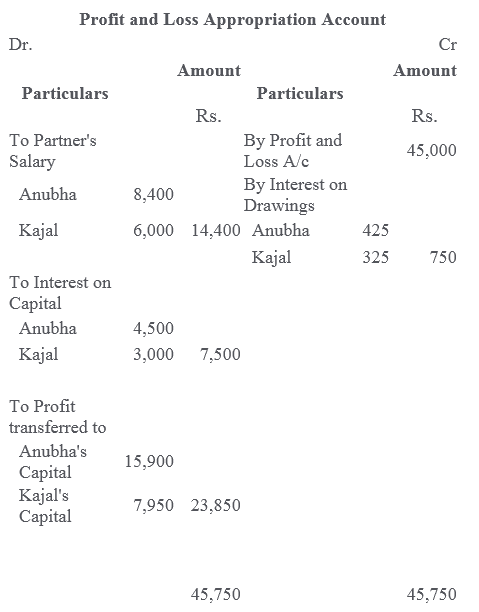 Profit and Loss Appropriation Account
Dr. Cr
Amount Amount
Particulars Particulars
Rs. Rs.
To Partner's By Profit and
Salary Loss A/c 45,000
Anubha 8,400 By Interest on
Drawings
Kajal 6,000 14,400 Anubha 425
Kajal 325 750
To Interest on
Capital
Anubha 4,500
Kajal 3,000 7,500
To Profit
transferred to
Anubha's
Capital 15,900
Kajal's
Capital 7,950 23,850
45,750 45,750